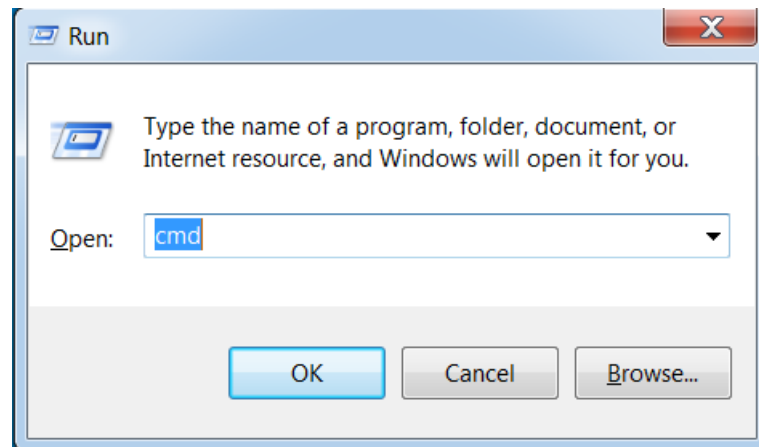 Run
Type the name of a program, folder, document, or
Internet resource, and Windows will open it for you.
Open: cmd
OK Cancel Browse...